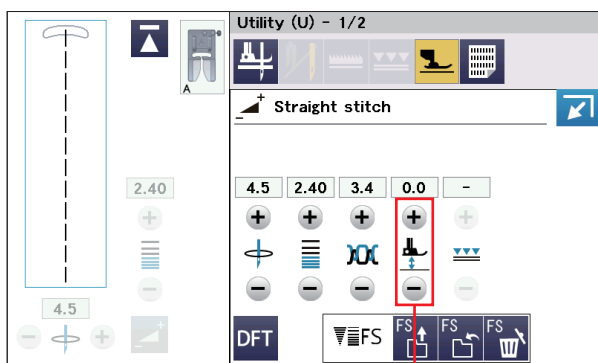 Utility (U) - 1/2
A
+
-
Straight stitch
2.40
4.5
4.5 2.40 3.4 0.0 -
DFT
FS
FS
FS
FS